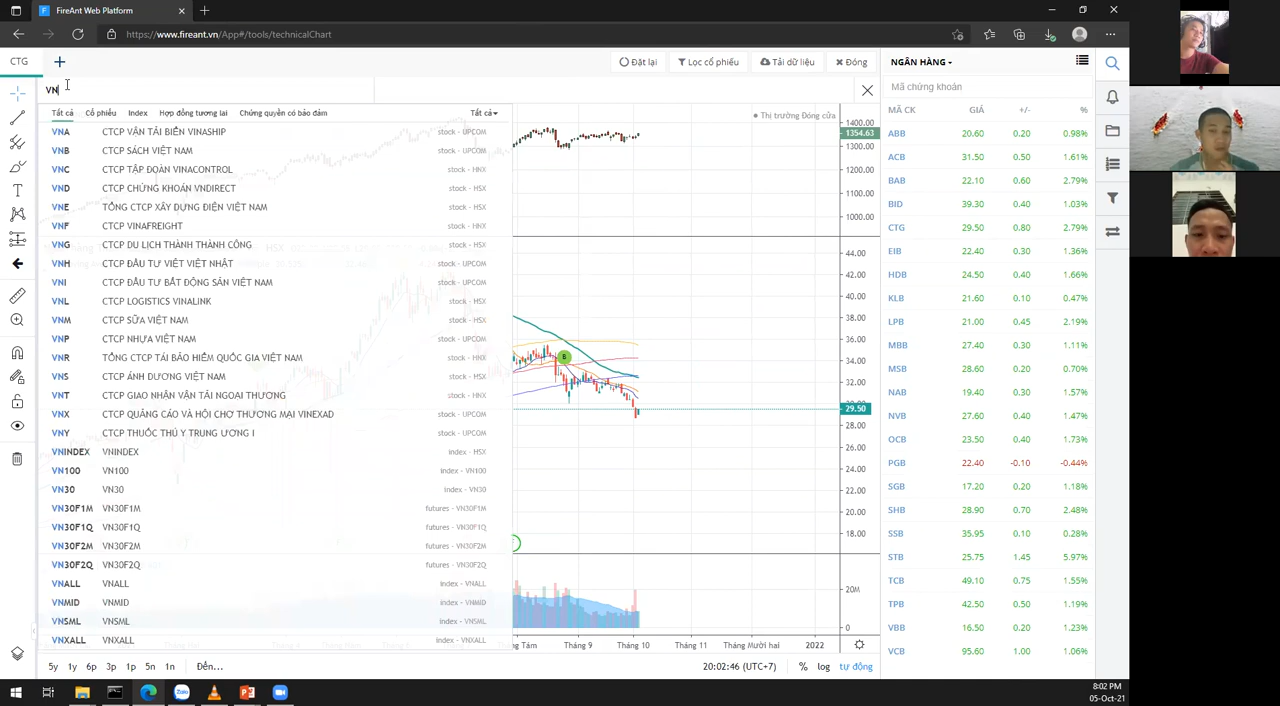 FireAnt Web Platform
https://www.fireant.vn/App#/tools/technicalChart
CTG
Đặt lại
Lọc cổ phiếu
Tải dữ liệu
Đóng
NGÂN HÀNG
VN
Mã chứng khoán
Tất cả Cổ phiếu Index Hợp đồng tương lai Chứng quyền có bảo đảm Tất cả
Thị trường Đóng cửa
MÃ CK GIÁ +/- %
VNA CTCP VẬN TẢI BIỂN VINASHIP stock - UPCOM
VNB CTCP SÁCH VIỆT NAM stock - UPCOM
VNC CTCP TẬP ĐOÀN VINACONTROL stock - HNX
VND CTCP CHỨNG KHOÁN VNDIRECT stock - HSX
VNE TỔNG CTCP XÂY DỰNG ĐIỆN VIỆT NAM stock - HSX
VNF CTCP VINAFREIGHT stock - UPCOM
VNG CTCP DU LỊCH THÀNH THÀNH CÔNG stock - HSX
VNH CTCP ĐẦU TƯ VIỆT VIỆT NHẬT stock - UPCOM
VNI CTCP ĐẦU TƯ BẤT ĐỘNG SẢN VIỆT NAM stock - UPCOM
VNL CTCP LOGISTICS VINALINK stock - HSX
VNM CTCP SỮA VIỆT NAM stock - HSX
VNP CTCP NHỰA VIỆT NAM stock - UPCOM
VNR TỔNG CTCP TÁI BẢO HIỂM QUỐC GIA VIỆT NAM stock - HNX
VNS CTCP ÁNH DƯƠNG VIỆT NAM stock - HSX
VNT CTCP GIAO NHẬN VẬN TẢI NGOẠI THƯƠNG stock - HNX
VNX CTCP QUẢNG CÁO VÀ HỘI CHỢ THƯƠNG MẠI VINEXAD stock - UPCOM
VNY CTCP THUỐC THÚ Y TRUNG ƯƠNG I stock - UPCOM
VNINDEX VNINDEX index - HSX
VN100 VN100 index - VN100
VN30 VN30 index - VN30
VN30F1M VN30F1M futures - VN30F1M
VN30F1Q VN30F1Q futures - VN30F1Q
VN30F2M VN30F2M futures - VN30F2M
VN30F2Q VN30F2Q futures - VN30F2Q
VNALL VNALL index - VNALL
VNMID VNMID index - VNMID
VNSML VNSML index - VNSML
VNXALL VNXALL index - VNXALL
1400.00
1354.63
1300.00
1200.00
1100.00
1000.00
44.00
42.00
40.00
38.00
36.00
34.00
32.00
29.50
28.00
26.00
24.00
22.00
20.00
18.00
20M
0
B
ABB 20.60 0.20 0.98%
ACB 31.50 0.50 1.61%
BAB 22.10 0.60 2.79%
BID 39.30 0.40 1.03%
CTG 29.50 0.80 2.79%
EIB 22.40 0.30 1.36%
HDB 24.50 0.40 1.66%
KLB 21.60 0.10 0.47%
LPB 21.00 0.45 2.19%
MBB 27.40 0.30 1.11%
MSB 28.60 0.20 0.70%
NAB 19.40 0.30 1.57%
NVB 27.60 0.40 1.47%
OCB 23.50 0.40 1.73%
PGB 22.40 -0.10 -0.44%
SGB 17.20 0.20 1.18%
SHB 28.90 0.70 2.48%
SSB 35.95 0.10 0.28%
STB 25.75 1.45 5.97%
TCB 49.10 0.75 1.55%
TPB 42.50 0.50 1.19%
VBB 16.50 0.20 1.23%
VCB 95.60 1.00 1.06%
Tháng 9 Tháng 10 Tháng 11 Tháng Mười hai 2022
5y 1y 6p 3p 1p 5n 1n Đến...
20:02:46 (UTC+7) % log tự động
8:02 PM
05-Oct-21